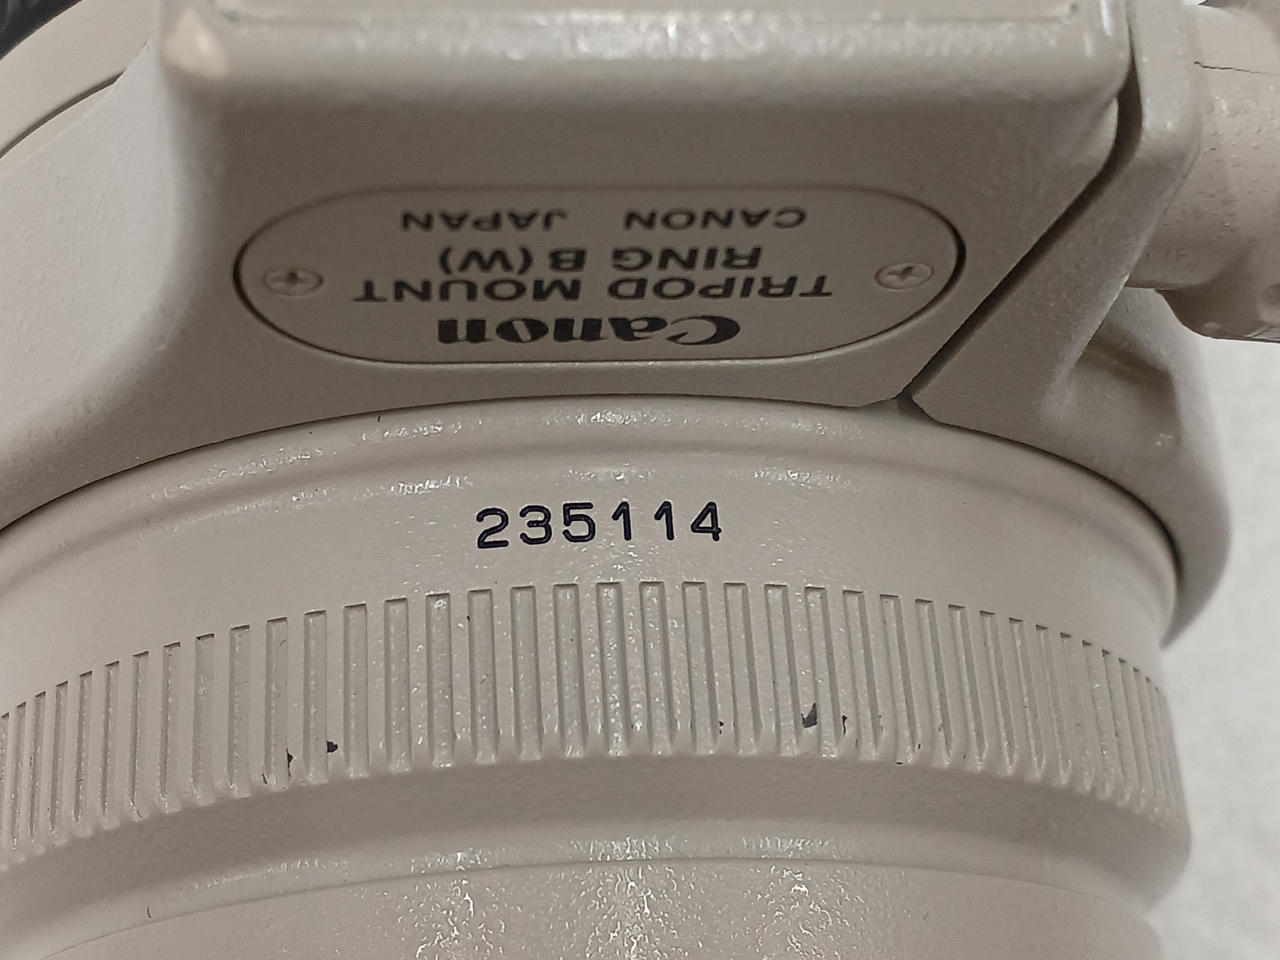 Canon
TRIPOD MOUNT
RING B (W)
CANON JAPAN
235114